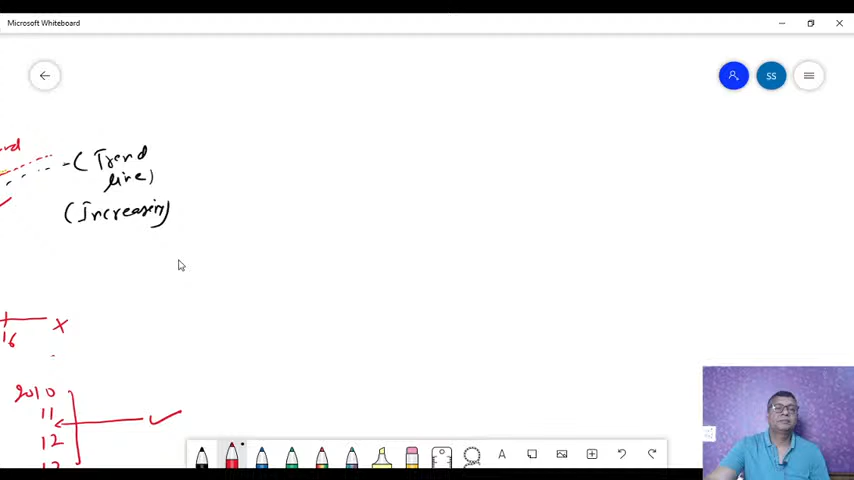 Microsoft Whiteboard
SS
(Trend
line)
(Increasing)
X
16
2010
11
12
A